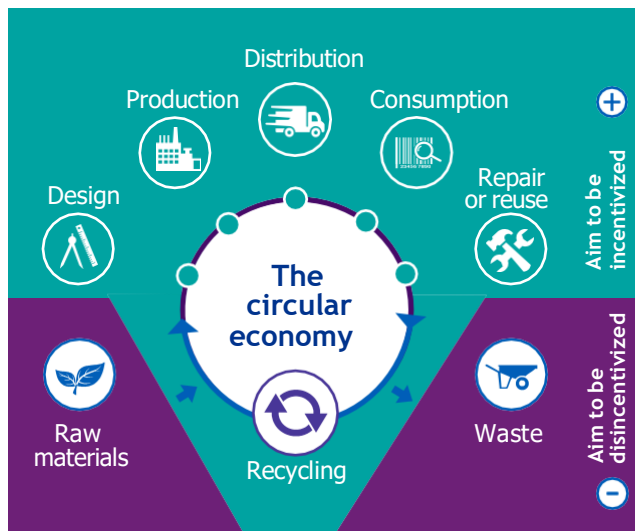 Distribution
Production
Consumption
Design
Repair
or reuse
Aim to be
incentivized
The
circular
economy
Raw
materials
Recycling
Waste
Aim to be
disincentivized